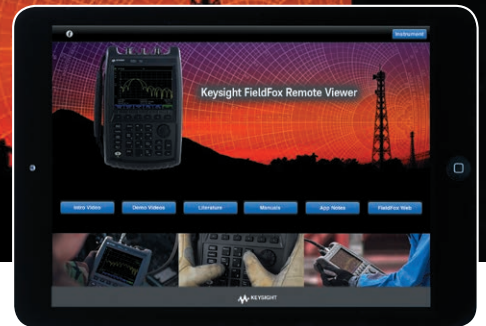 Instrument
Keysight FieldFox Remote Viewer
Intro Video
Demo Videos
Literature
Manuals
App Notes
FieldFox Web
KEYSIGHT